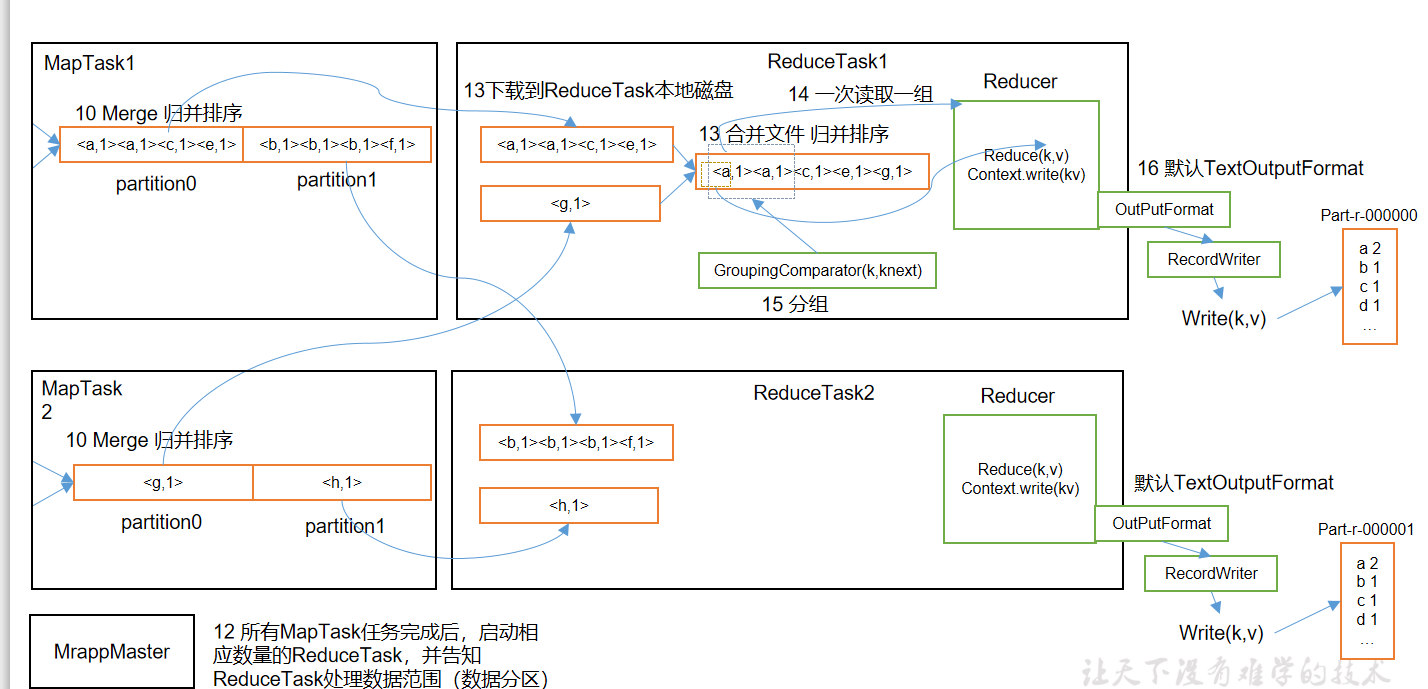 MapTask1
10 Merge 归并排序
<a,1><a,1><c,1><e,1>
<b,1><b,1><b,1><f,1>
partition0
partition1
ReduceTask1
13下载到ReduceTask本地磁盘
<a,1><a,1><c,1><e,1>
<g,1>
14 一次读取一组
13 合并文件 归并排序
<a,1><a,1><c,1><e,1><g,1>
GroupingComparator(k,knext)
15 分组
Reducer
Reduce(k,v)
Context.write(kv)
16 默认TextOutputFormat
OutPutFormat
RecordWriter
Write(k,v)
Part-r-000000
a 2
b 1
c 1
d 1
...
MapTask
2
10 Merge 归并排序
<g,1>
<h,1>
partition0
partition1
ReduceTask2
<b,1><b,1><b,1><f,1>
<h,1>
Reducer
Reduce(k,v)
Context.write(kv)
默认TextOutputFormat
OutPutFormat
RecordWriter
Write(k,v)
Part-r-000001
a 2
b 1
c 1
d 1
...
MrappMaster
12 所有MapTask任务完成后，启动相
应数量的ReduceTask，并告知
ReduceTask处理数据范围（数据分区）
让天下没有难学的技术